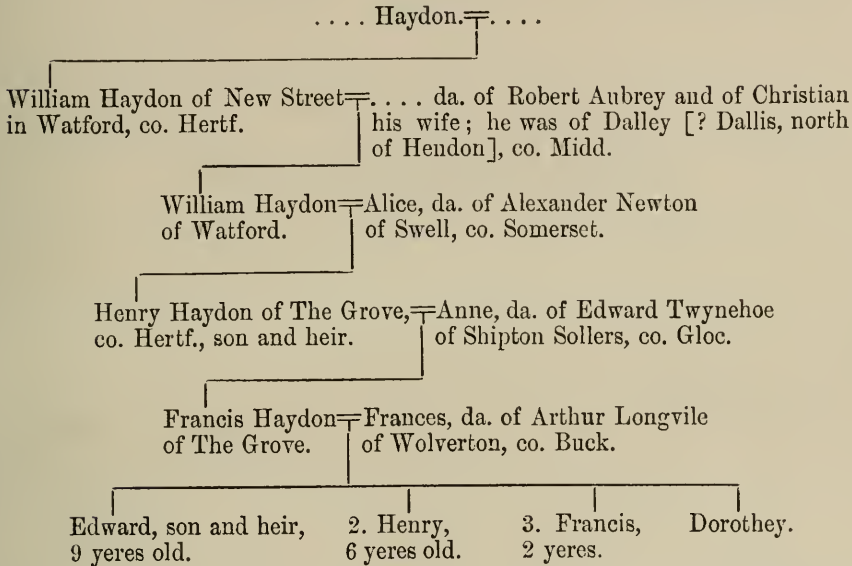 . . . . Haydon. . . . .
William Haydon of New Street . . . . da. of Robert Aubrey and of Christian
in Watford, co. Hertf. his wife; he was of Dalley [? Dallis, north
of Hendon], co. Midd.
William Haydon Alice, da. of Alexander Newton
of Watford. of Swell, co. Somerset.
Henry Haydon of The Grove, Anne, da. of Edward Twynehoe
co. Hertf., son and heir. of Shipton Sollers, co. Gloc.
Francis Haydon Frances, da. of Arthur Longvile
of The Grove. of Wolverton, co. Buck.
Edward, son and heir, 2. Henry, 3. Francis, Dorothey.
9 yeres old. 6 yeres old. 2 yeres.